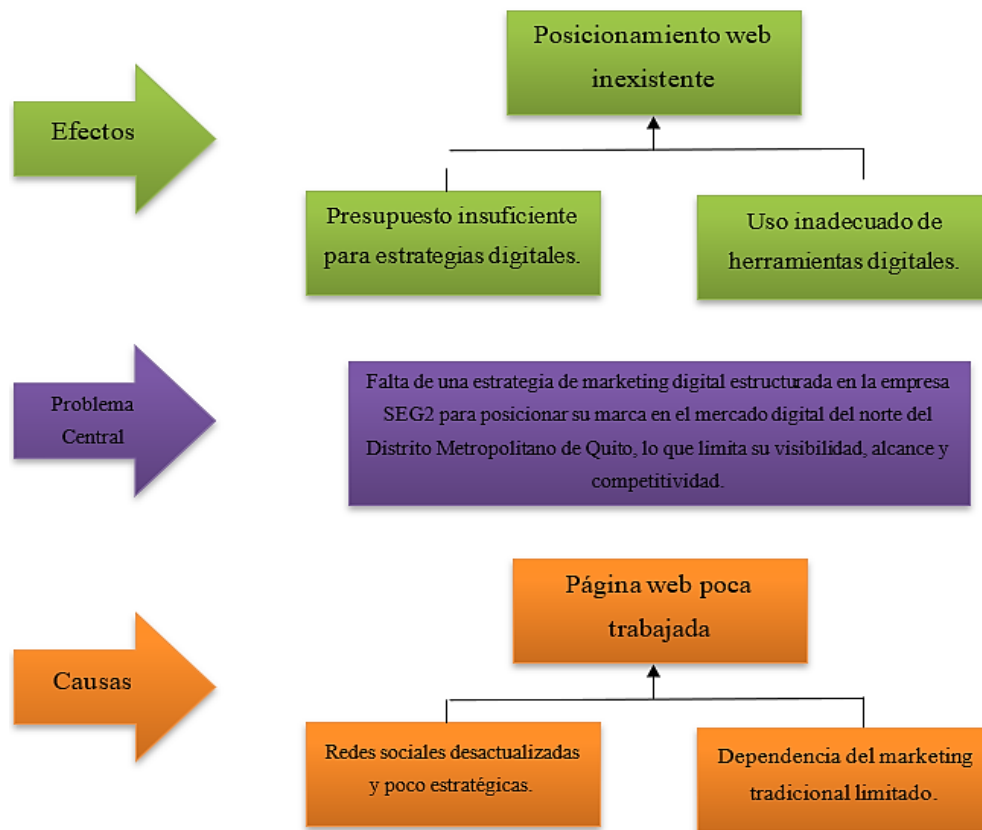 Posicionamiento web
inexistente
Efectos
Presupuesto insuficiente
para estrategias digitales.
Uso inadecuado de
herramientas digitales.
Problema
Central
Falta de una estrategia de marketing digital estructurada en la empresa
SEG2 para posicionar su marca en el mercado digital del norte del
Distrito Metropolitano de Quito, lo que limita su visibilidad, alcance y
competitividad.
Página web poca
trabajada
Causas
Redes sociales desactualizadas
y poco estratégicas.
Dependencia del marketing
tradicional limitado.